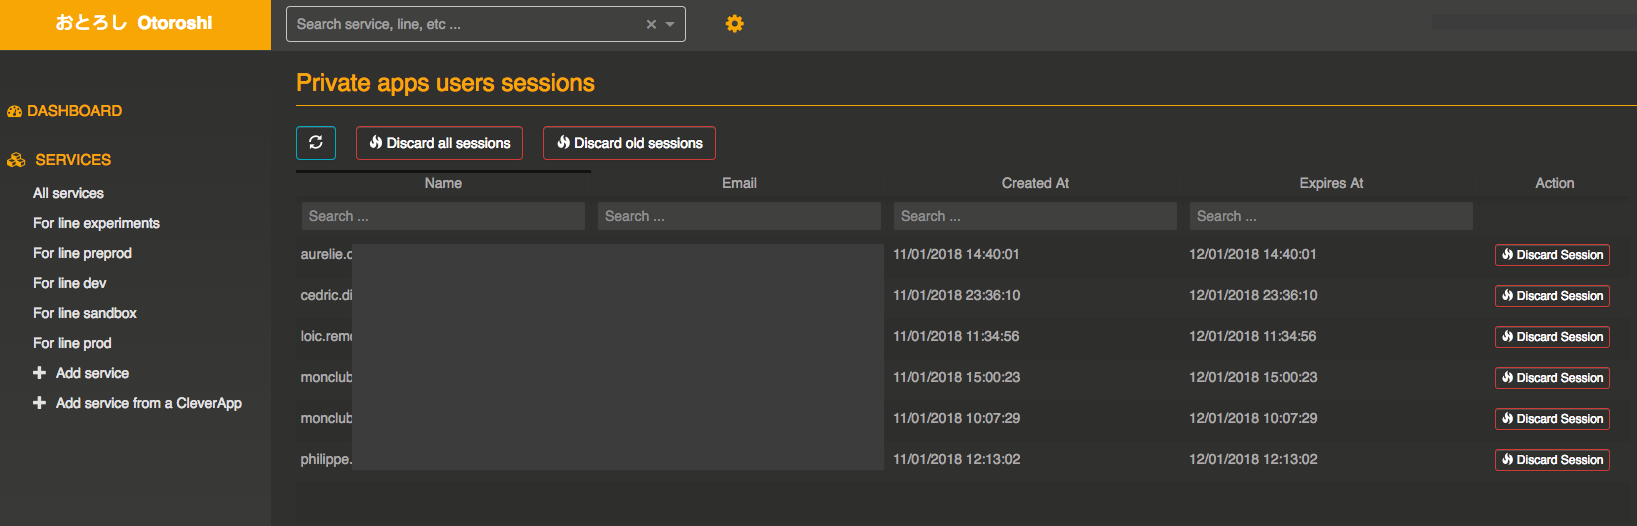 おとろし Otoroshi
Search service, line, etc ...
DASHBOARD
SERVICES
All services
For line experiments
For line preprod
For line dev
For line sandbox
For line prod
Add service
Add service from a CleverApp
Private apps users sessions
Discard all sessions Discard old sessions
Name Email Created At Expires At Action
Search ... Search ... Search ... Search ...
aurelie. 11/01/2018 14:40:01 12/01/2018 14:40:01 Discard Session
cedric.di 11/01/2018 23:36:10 12/01/2018 23:36:10 Discard Session
loic.rem 11/01/2018 11:34:56 12/01/2018 11:34:56 Discard Session
monclub 11/01/2018 15:00:23 12/01/2018 15:00:23 Discard Session
monclub 11/01/2018 10:07:29 12/01/2018 10:07:29 Discard Session
philippe. 11/01/2018 12:13:02 12/01/2018 12:13:02 Discard Session